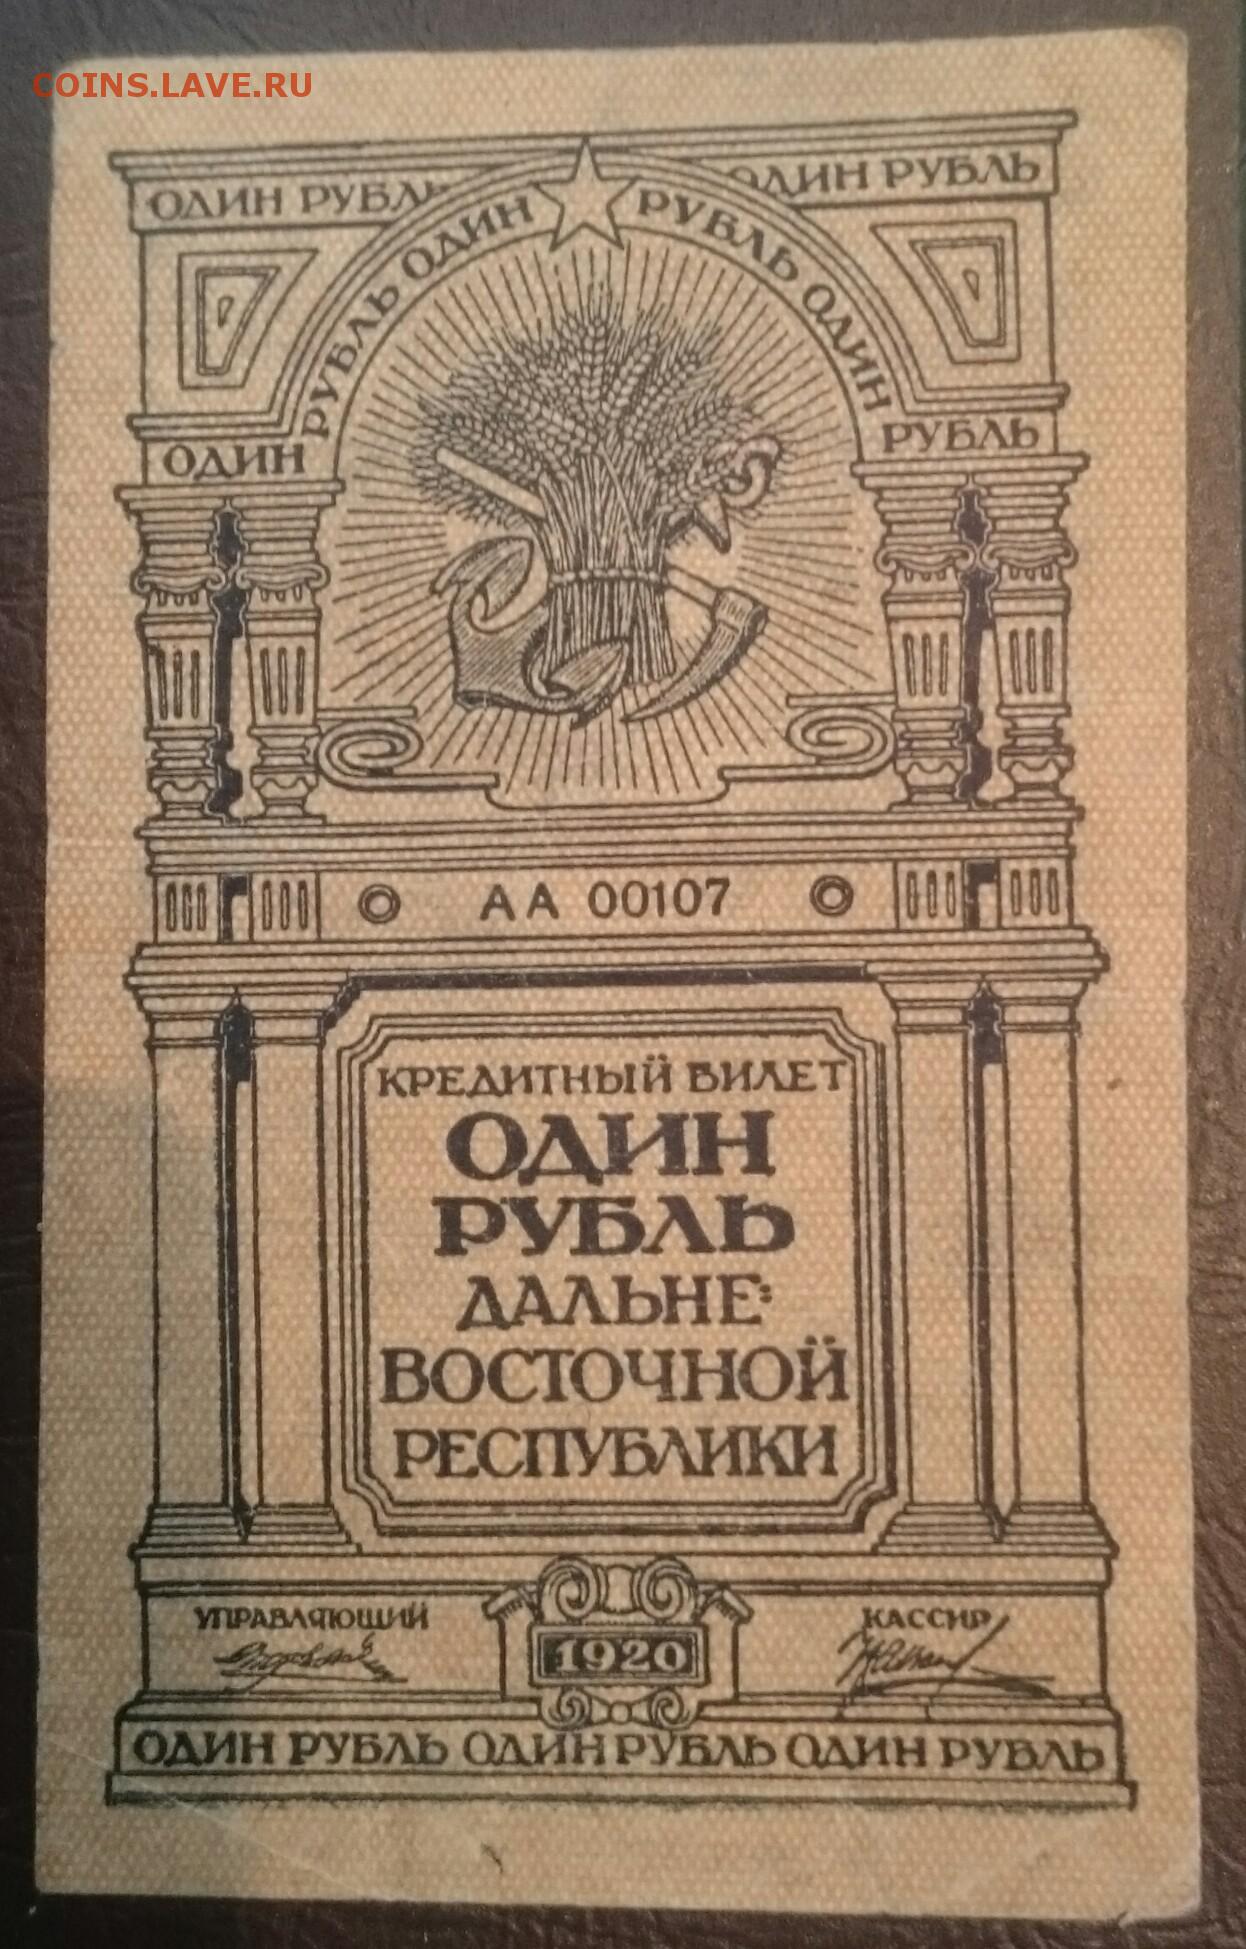 COINS.LAVE.RU
ОДИН РУБЛЬ
ОДИН РУБЛЬ
РУБЛЬ ОДИН РУБЛЬ ОДИН
ОДИН
РУБЛЬ
АА 00107
КРЕДИТНЫЙ БИЛЕТ
ОДИН
РУБЛЬ
ДАЛЬНЕ:
ВОСТОЧНОЙ
РЕСПУБЛИКИ
УПРАВЛЯЮЩИЙ
КАССИР
1920
ОДИН РУБЛЬ ОДИН РУБЛЬ ОДИН РУБЛЬ